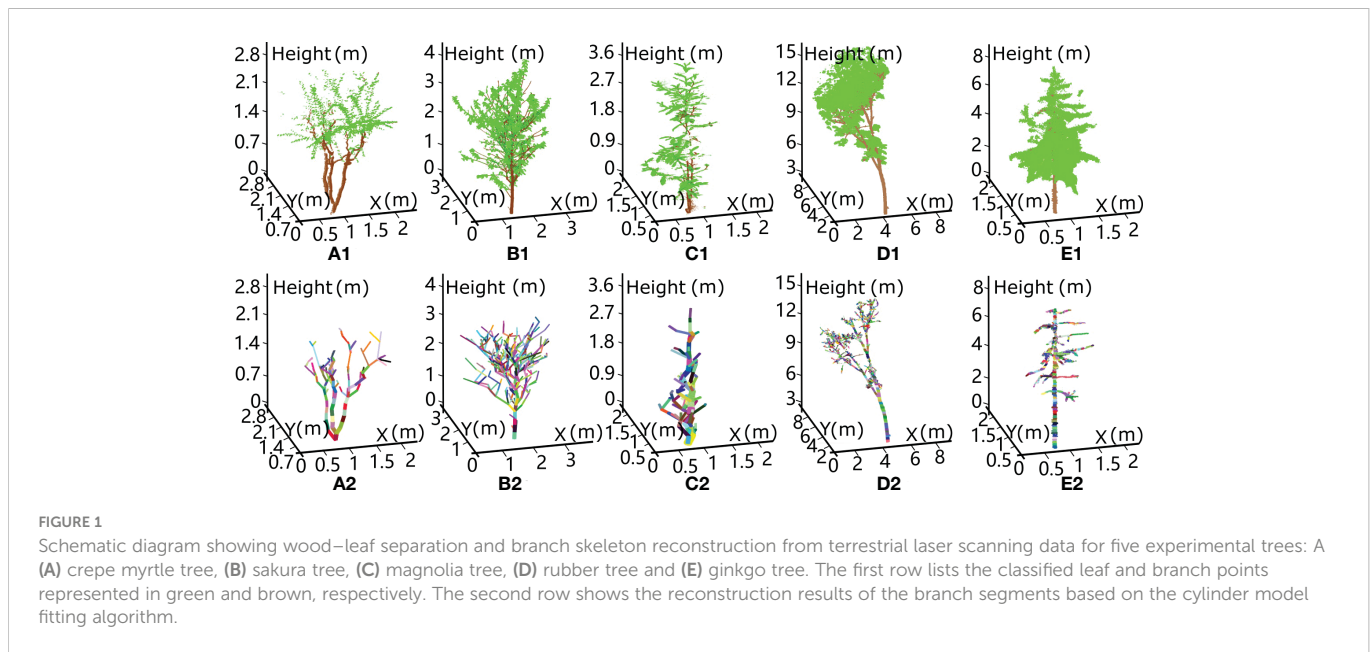 Height (m) Height (m) Height (m) Height (m) Height (m)
2.8 4 3.6 15 8
2.1 3 2.7 12 6
1.4 2 1.8 9 4
0.7 1 0.9 6 2
0 0 0 3 0
2.8 3 2 8 2
2.1 2 1.5 6 1.5
1.4 1 1 4 1
0.7 0.5 2 0.5
Y(m) X(m) Y(m) X(m) Y(m) X(m) Y(m) X(m) Y(m) X(m)
0 0.5 1 1.5 2 0 1 2 3 0 0.5 1 1.5 2 0 2 4 6 8 0 0.5 1 1.5 2
A1 B1 C1 D1 E1
Height (m) Height (m) Height (m) Height (m) Height (m)
2.8 4 3.6 15 8
2.1 3 2.7 12 6
1.4 2 1.8 9 4
0.7 1 0.9 6 2
0 0 0 3 0
2.8 3 2 8 2
2.1 2 1.5 6 1.5
1.4 1 1 4 1
0.7 0.5 2 0.5
Y(m) X(m) Y(m) X(m) Y(m) X(m) Y(m) X(m) Y(m) X(m)
0 0.5 1 1.5 2 0 1 2 3 0 0.5 1 1.5 2 0 2 4 6 8 0 0.5 1 1.5 2
A2 B2 C2 D2 E2
FIGURE 1
Schematic diagram showing wood–leaf separation and branch skeleton reconstruction from terrestrial laser scanning data for five experimental trees: A
(A) crepe myrtle tree, (B) sakura tree, (C) magnolia tree, (D) rubber tree and (E) ginkgo tree. The first row lists the classified leaf and branch points
represented in green and brown, respectively. The second row shows the reconstruction results of the branch segments based on the cylinder model
fitting algorithm.